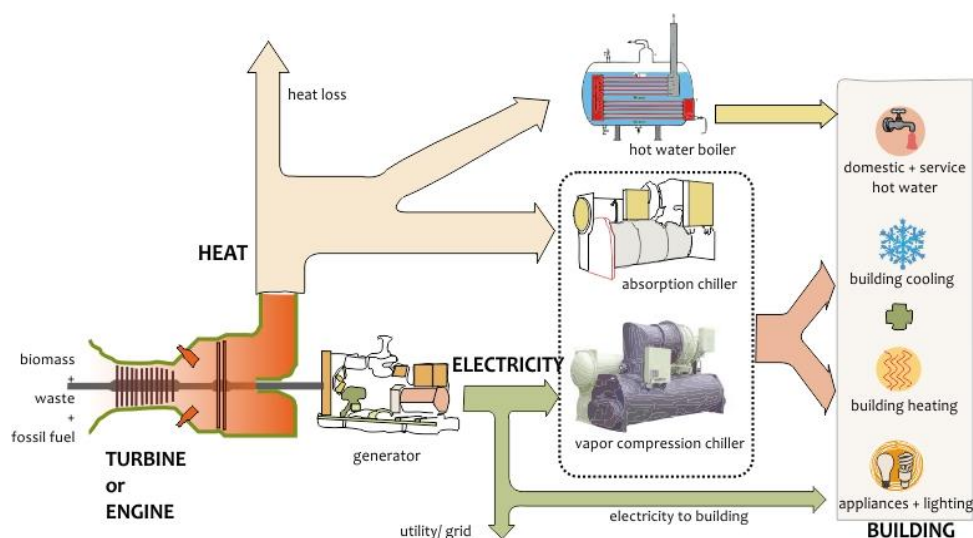 heat loss
hot water boiler
domestic + service
hot water
HEAT
absorption chiller
building cooling
biomass
+
waste
+
fossil fuel
ELECTRICITY
generator
vapor compression chiller
building heating
TURBINE
or
ENGINE
appliances + lighting
utility/ grid
electricity to building
BUILDING